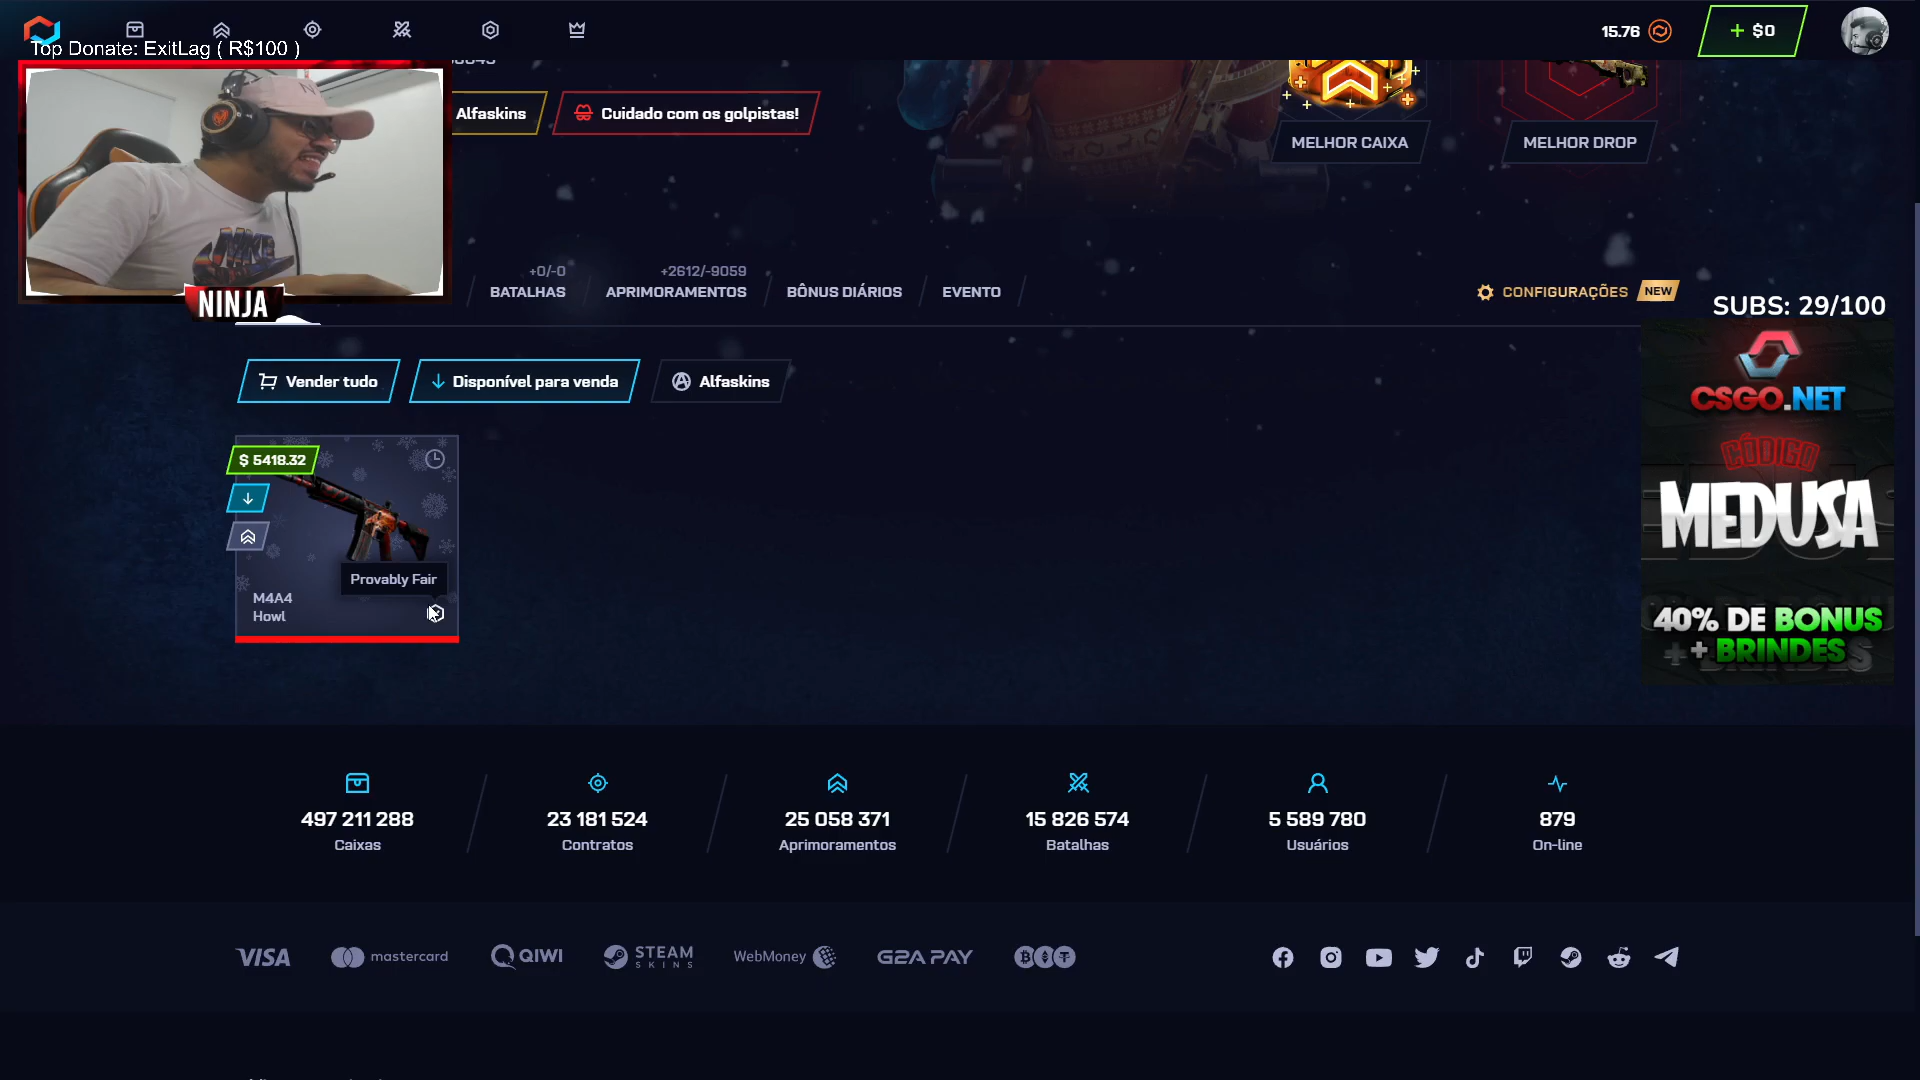 15.76
+ $0
Top Donate: ExitLag ( R$100 )
Alfaskins
Cuidado com os golpistas!
MELHOR CAIXA
MELHOR DROP
NINJA
+0/-0
BATALHAS
+2612/-9059
APRIMORAMENTOS
BÔNUS DIÁRIOS
EVENTO
CONFIGURAÇÕES
NEW
SUBS: 29/100
Vender tudo
Disponível para venda
Alfaskins
CSGO.NET
CÓDIGO
MEDUSA
40% DE BONUS
+ BRINDES
$ 5418.32
Provably Fair
M4A4
Howl
497 211 288
Caixas
23 181 524
Contratos
25 058 371
Aprimoramentos
15 826 574
Batalhas
5 589 780
Usuários
879
On-line
VISA
mastercard
QIWI
STEAM
SKINS
WebMoney
G2A PAY